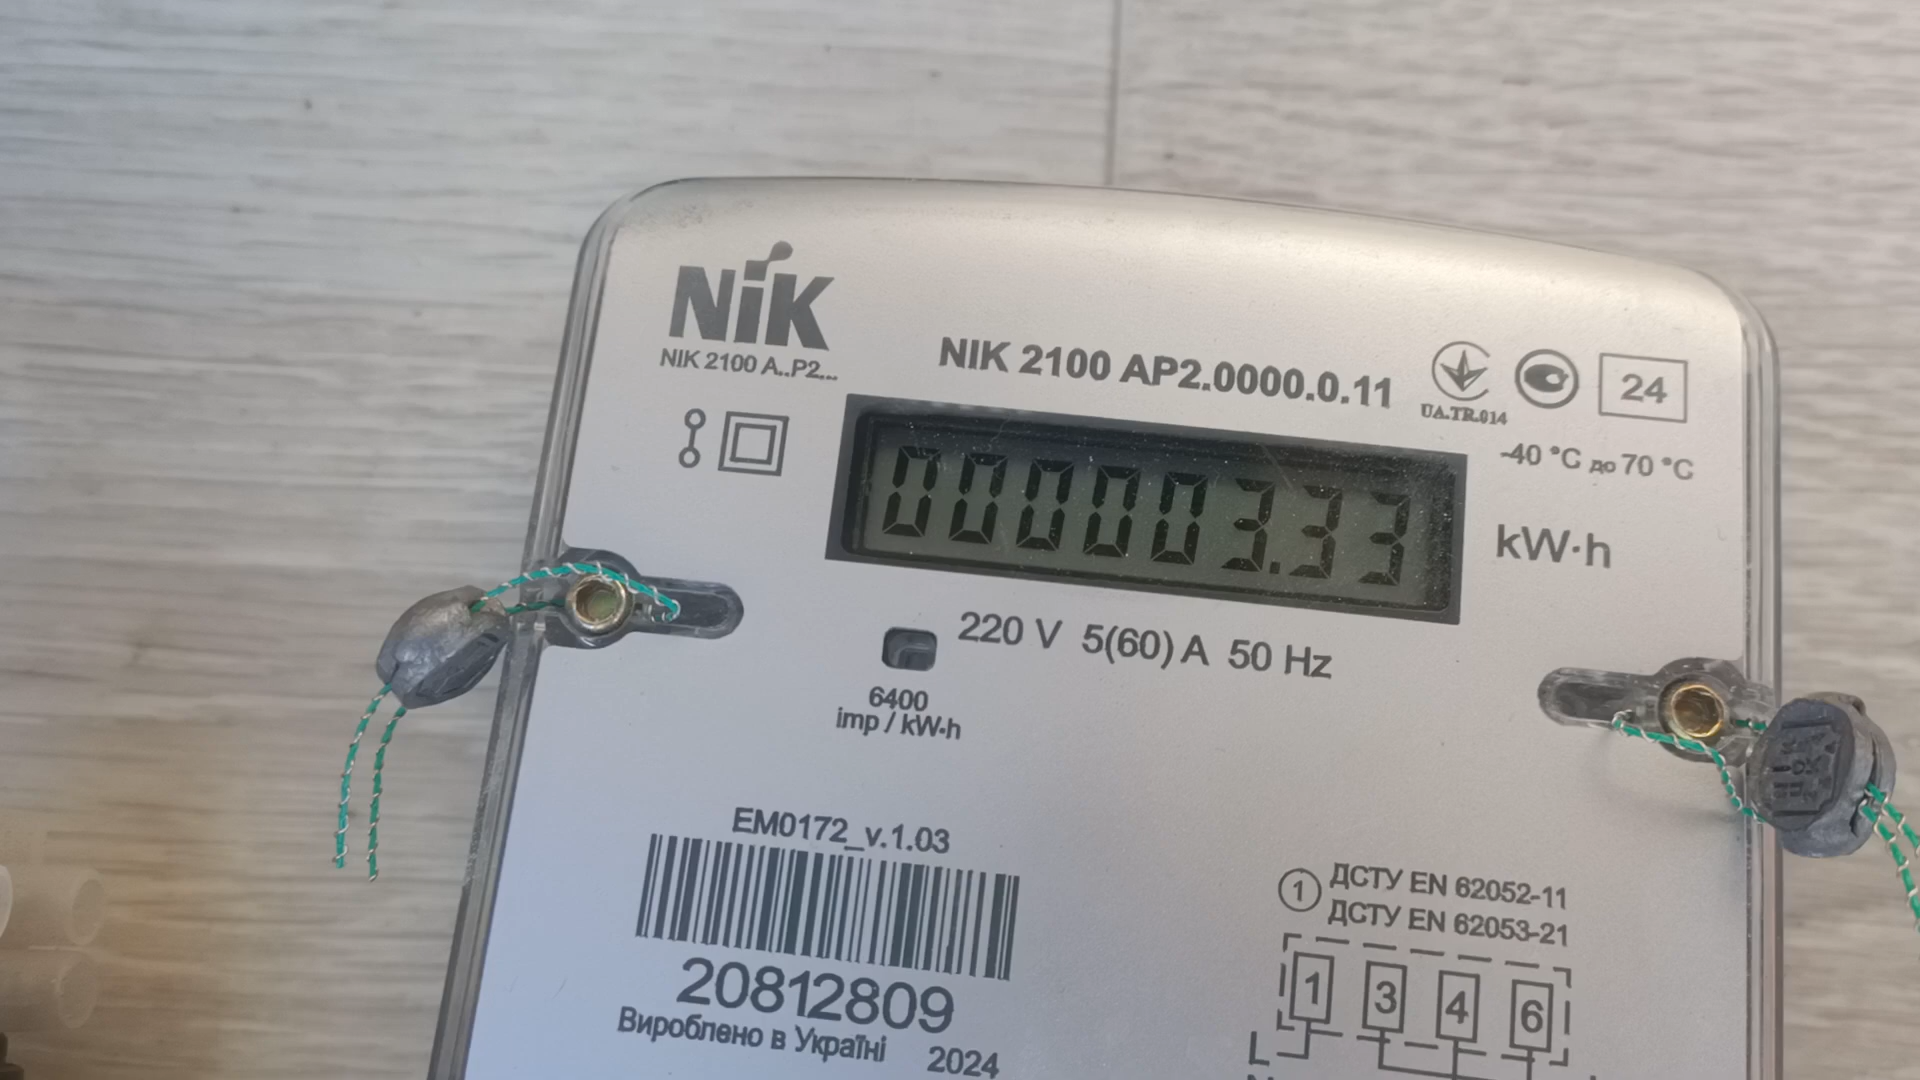 NiK
NIK 2100 A..P2...
NIK 2100 AP2.0000.0.11
UA.TR.014
24
-40 °C до 70 °C
000003.33
kW·h
220 V 5(60) A 50 Hz
6400
imp / kW·h
EM0172_v.1.03
20812809
Вироблено в Україні 2024
1 ДСТУ EN 62052-11
ДСТУ EN 62053-21
1 3 4 6
L